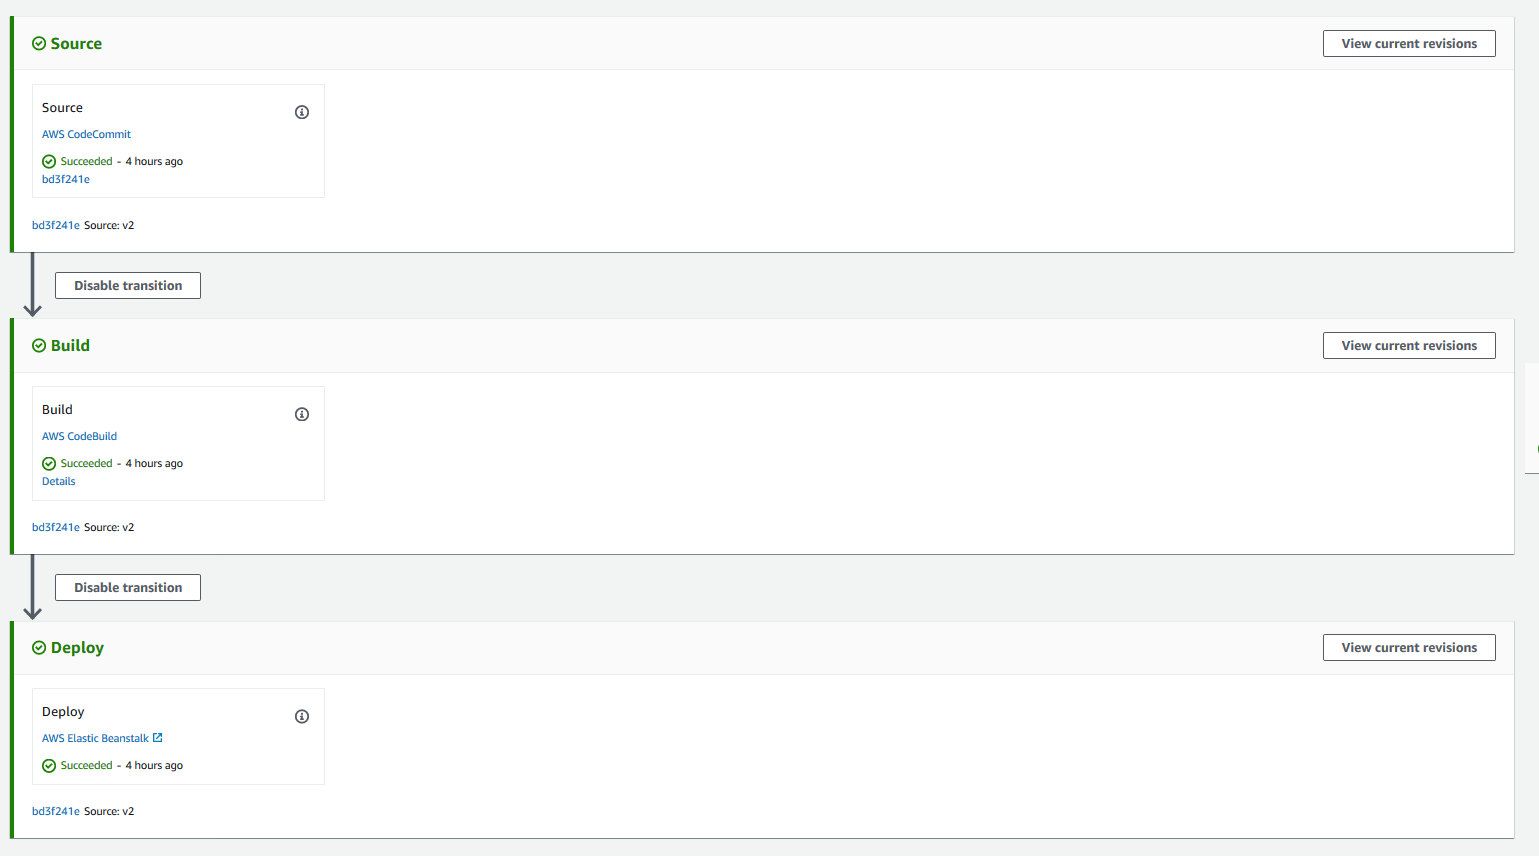 Source
View current revisions
Source
AWS CodeCommit
Succeeded - 4 hours ago
bd3f241e
bd3f241e Source: v2
Disable transition
Build
View current revisions
Build
AWS CodeBuild
Succeeded - 4 hours ago
Details
bd3f241e Source: v2
Disable transition
Deploy
View current revisions
Deploy
AWS Elastic Beanstalk
Succeeded - 4 hours ago
bd3f241e Source: v2